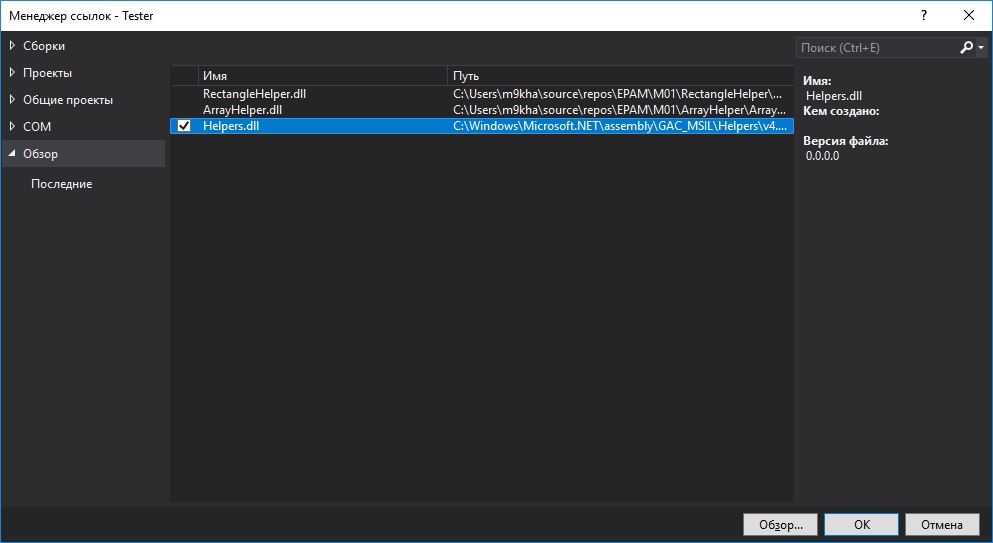 Менеджер ссылок - Tester
?
Сборки
Проекты
Общие проекты
COM
Обзор
Последние
Имя Путь
RectangleHelper.dll C:\Users\m9kha\source\repos\EPAM\M01\RectangleHelper\...
ArrayHelper.dll C:\Users\m9kha\source\repos\EPAM\M01\ArrayHelper\Array...
Helpers.dll C:\Windows\Microsoft.NET\assembly\GAC_MSIL\Helpers\v4....
Поиск (Ctrl+E)
Имя:
Helpers.dll
Кем создано:
Версия файла:
0.0.0.0
Обзор... ОК Отмена